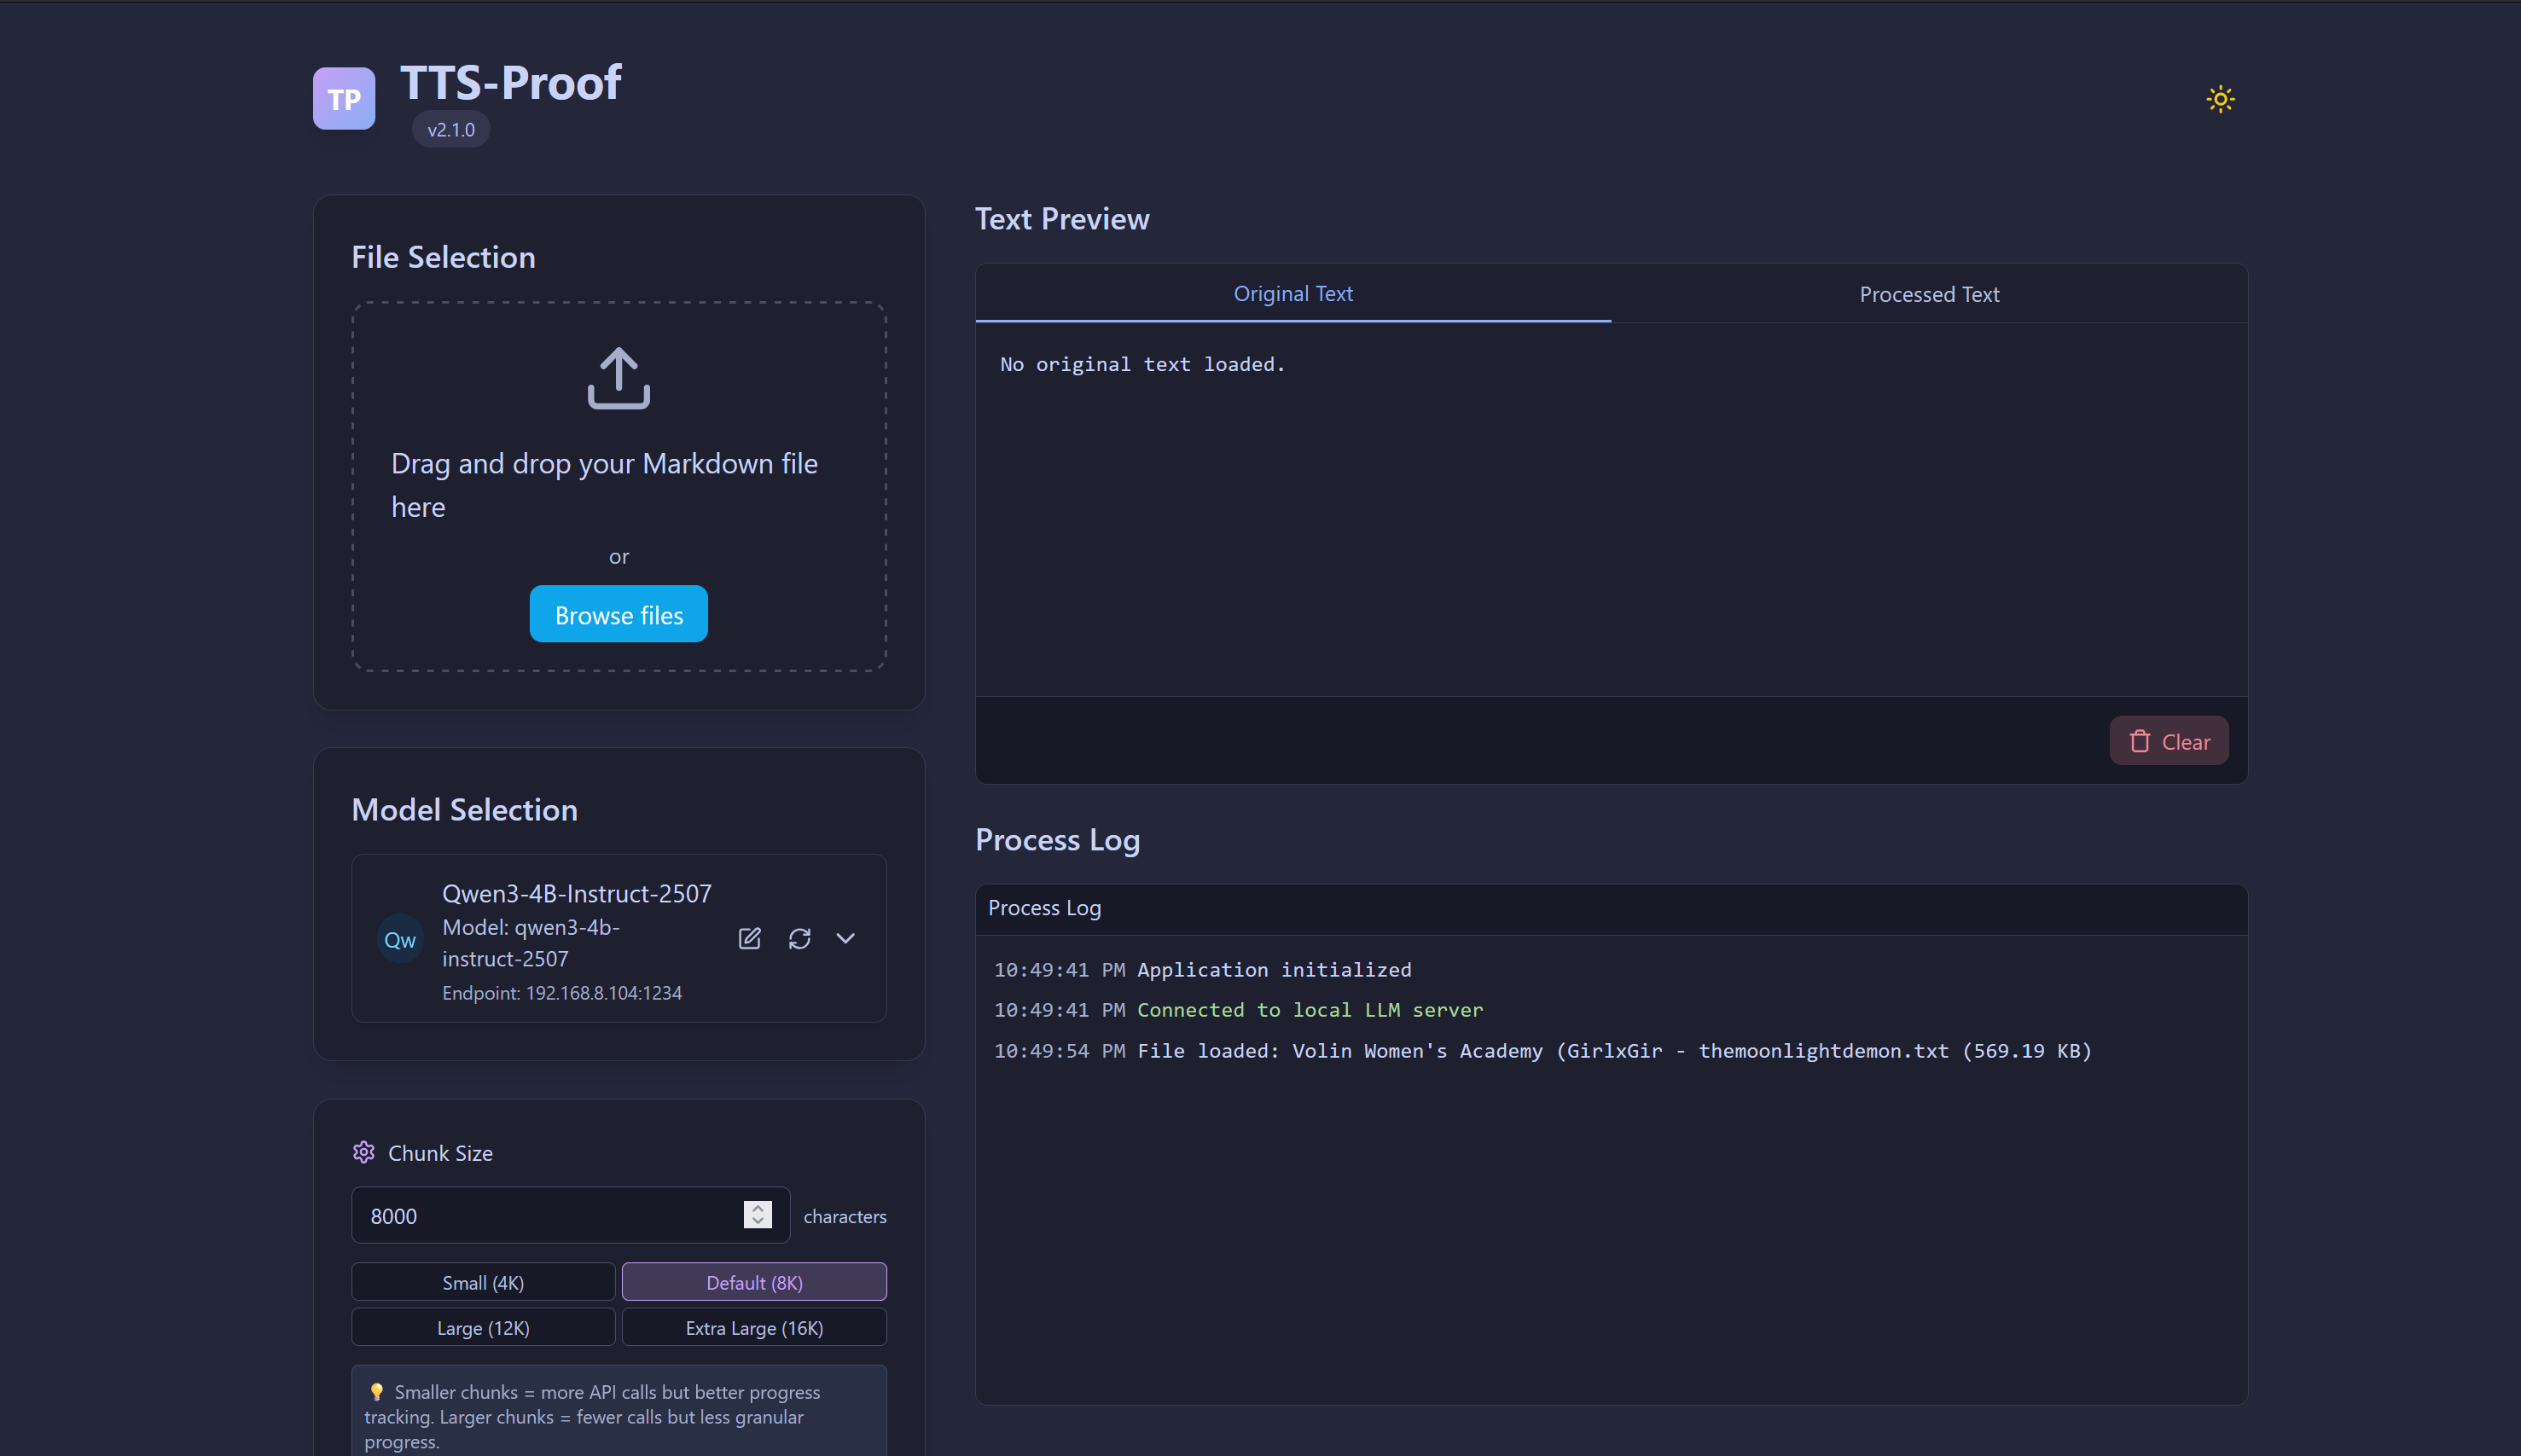 TP
TTS-Proof
v2.1.0
File Selection
Drag and drop your Markdown file
here
or
Browse files
Model Selection
Qw
Qwen3-4B-Instruct-2507
Model: qwen3-4b-
instruct-2507
Endpoint: 192.168.8.104:1234
Chunk Size
8000
characters
Small (4K)
Default (8K)
Large (12K)
Extra Large (16K)
💡 Smaller chunks = more API calls but better progress
tracking. Larger chunks = fewer calls but less granular
progress.
Text Preview
Original Text
Processed Text
No original text loaded.
Clear
Process Log
Process Log
10:49:41 PM Application initialized
10:49:41 PM Connected to local LLM server
10:49:54 PM File loaded: Volin Women's Academy (GirlxGir - themoonlightdemon.txt (569.19 KB)